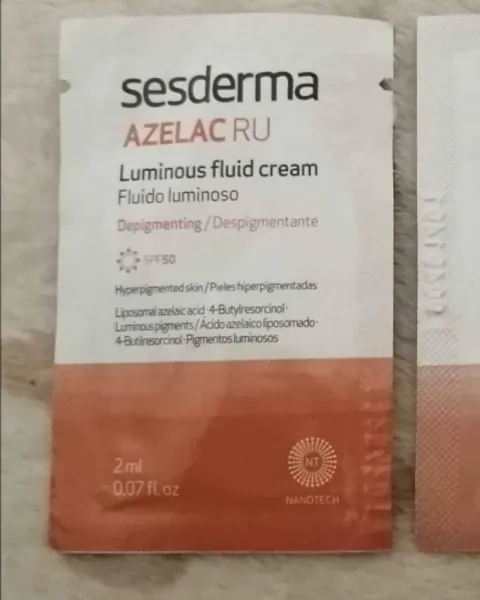 sesderma
AZELAC RU
Luminous fluid cream
Fluido luminoso
Depigmenting / Despigmentante
SPF50
Hyperpigmented skin / Pieles hiperpigmentadas
Liposomal azelaic acid · 4-Butylresorcinol ·
Luminous pigments / Ácido azelaico liposomado ·
4-Butilresorcinol · Pigmentos luminosos
2 ml
0.07 fl. oz
NT
NANOTECH